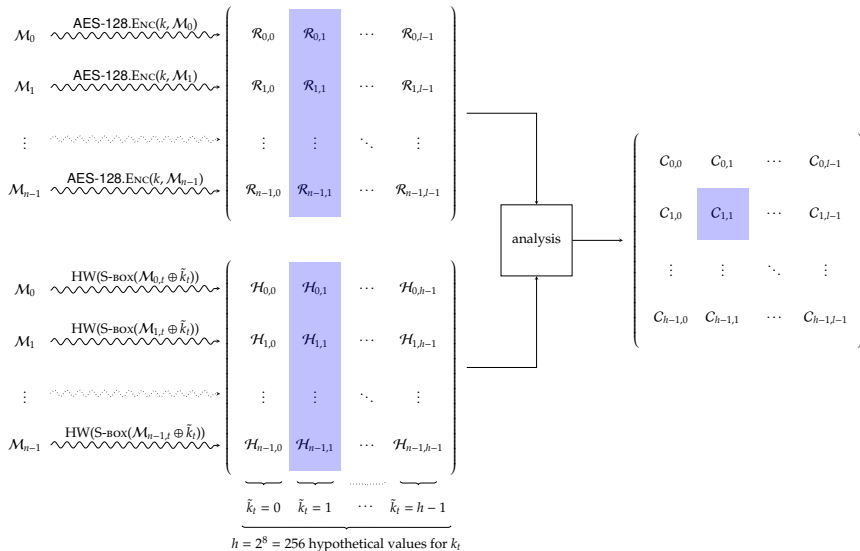 M₀ AES-128.Enc(k, M₀) R₀,₀ R₀,₁ ⋯ R₀,ₗ₋₁
M₁ AES-128.Enc(k, M₁) R₁,₀ R₁,₁ ⋯ R₁,ₗ₋₁
⋮ ⋮ ⋮ ⋱ ⋮
Mₙ₋₁ AES-128.Enc(k, Mₙ₋₁) Rₙ₋₁,₀ Rₙ₋₁,₁ ⋯ Rₙ₋₁,ₗ₋₁
M₀ HW(S-box(M₀,ₜ ⊕ k̃ₜ)) H₀,₀ H₀,₁ ⋯ H₀,ₕ₋₁
M₁ HW(S-box(M₁,ₜ ⊕ k̃ₜ)) H₁,₀ H₁,₁ ⋯ H₁,ₕ₋₁
⋮ ⋮ ⋮ ⋱ ⋮
Mₙ₋₁ HW(S-box(Mₙ₋₁,ₜ ⊕ k̃ₜ)) Hₙ₋₁,₀ Hₙ₋₁,₁ ⋯ Hₙ₋₁,ₕ₋₁
k̃ₜ = 0 k̃ₜ = 1 ⋯ k̃ₜ = h − 1
h = 2⁸ = 256 hypothetical values for kₜ
analysis
C₀,₀ C₀,₁ ⋯ C₀,ₗ₋₁
C₁,₀ C₁,₁ ⋯ C₁,ₗ₋₁
⋮ ⋮ ⋱ ⋮
Cₕ₋₁,₀ Cₕ₋₁,₁ ⋯ Cₕ₋₁,ₗ₋₁